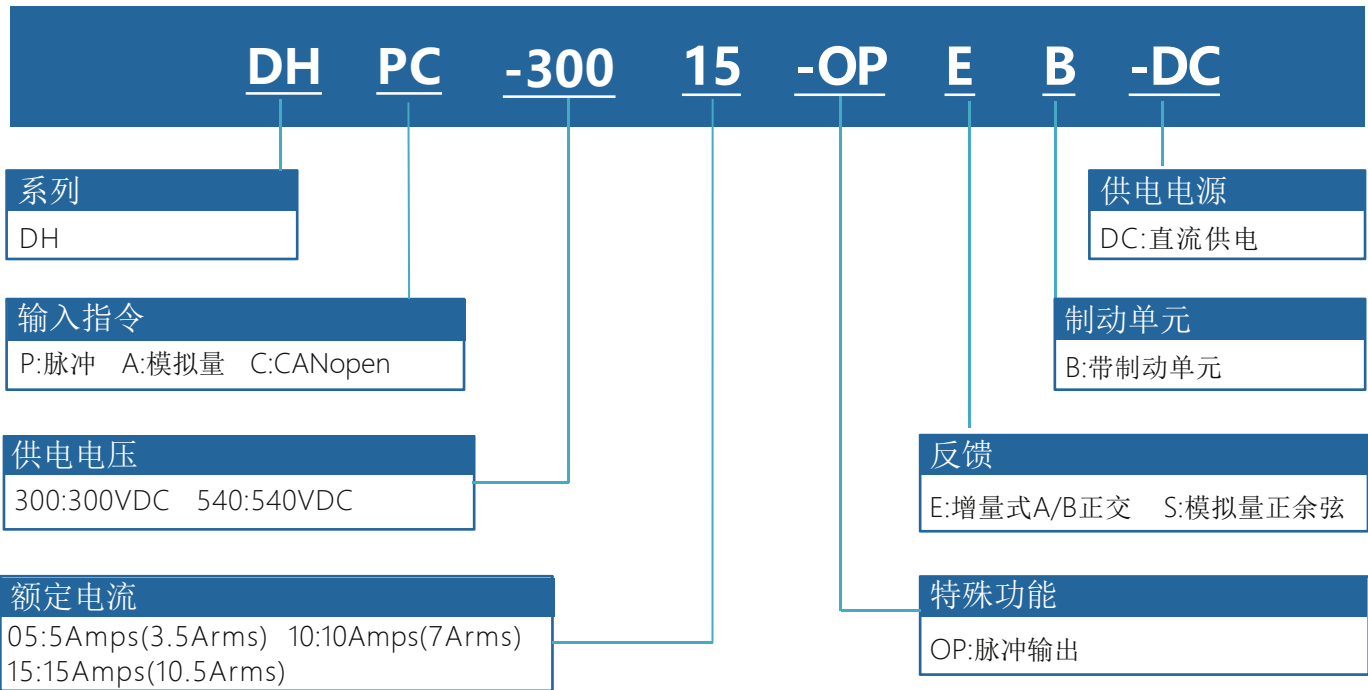 DH PC -300 15 -OP E B -DC
系列
DH
供电电源
DC:直流供电
输入指令
P:脉冲 A:模拟量 C:CANopen
制动单元
B:带制动单元
供电电压
300:300VDC 540:540VDC
反馈
E:增量式A/B正交 S:模拟量正余弦
额定电流
05:5Amps(3.5Arms) 10:10Amps(7Arms)
15:15Amps(10.5Arms)
特殊功能
OP:脉冲输出